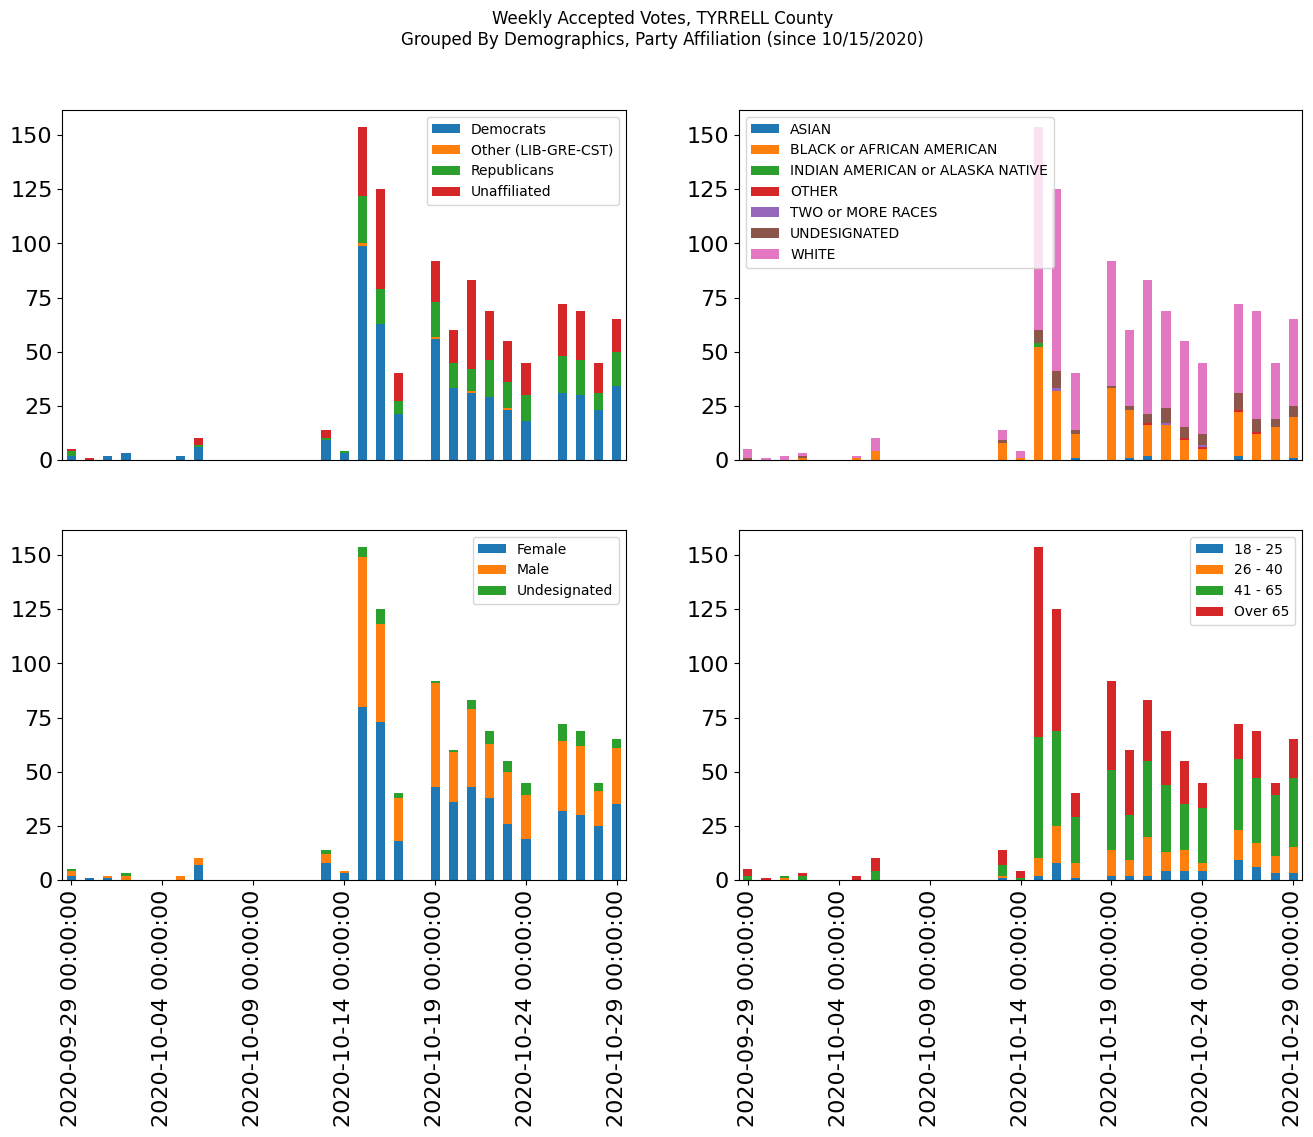 Weekly Accepted Votes, TYRRELL County
Grouped By Demographics, Party Affiliation (since 10/15/2020)
150
125
100
75
50
25
0
Democrats
Other (LIB-GRE-CST)
Republicans
Unaffiliated
150
125
100
75
50
25
0
ASIAN
BLACK or AFRICAN AMERICAN
INDIAN AMERICAN or ALASKA NATIVE
OTHER
TWO or MORE RACES
UNDESIGNATED
WHITE
150
125
100
75
50
25
0
Female
Male
Undesignated
2020-09-29 00:00:00
2020-10-04 00:00:00
2020-10-09 00:00:00
2020-10-14 00:00:00
2020-10-19 00:00:00
2020-10-24 00:00:00
2020-10-29 00:00:00
150
125
100
75
50
25
0
18 - 25
26 - 40
41 - 65
Over 65
2020-09-29 00:00:00
2020-10-04 00:00:00
2020-10-09 00:00:00
2020-10-14 00:00:00
2020-10-19 00:00:00
2020-10-24 00:00:00
2020-10-29 00:00:00